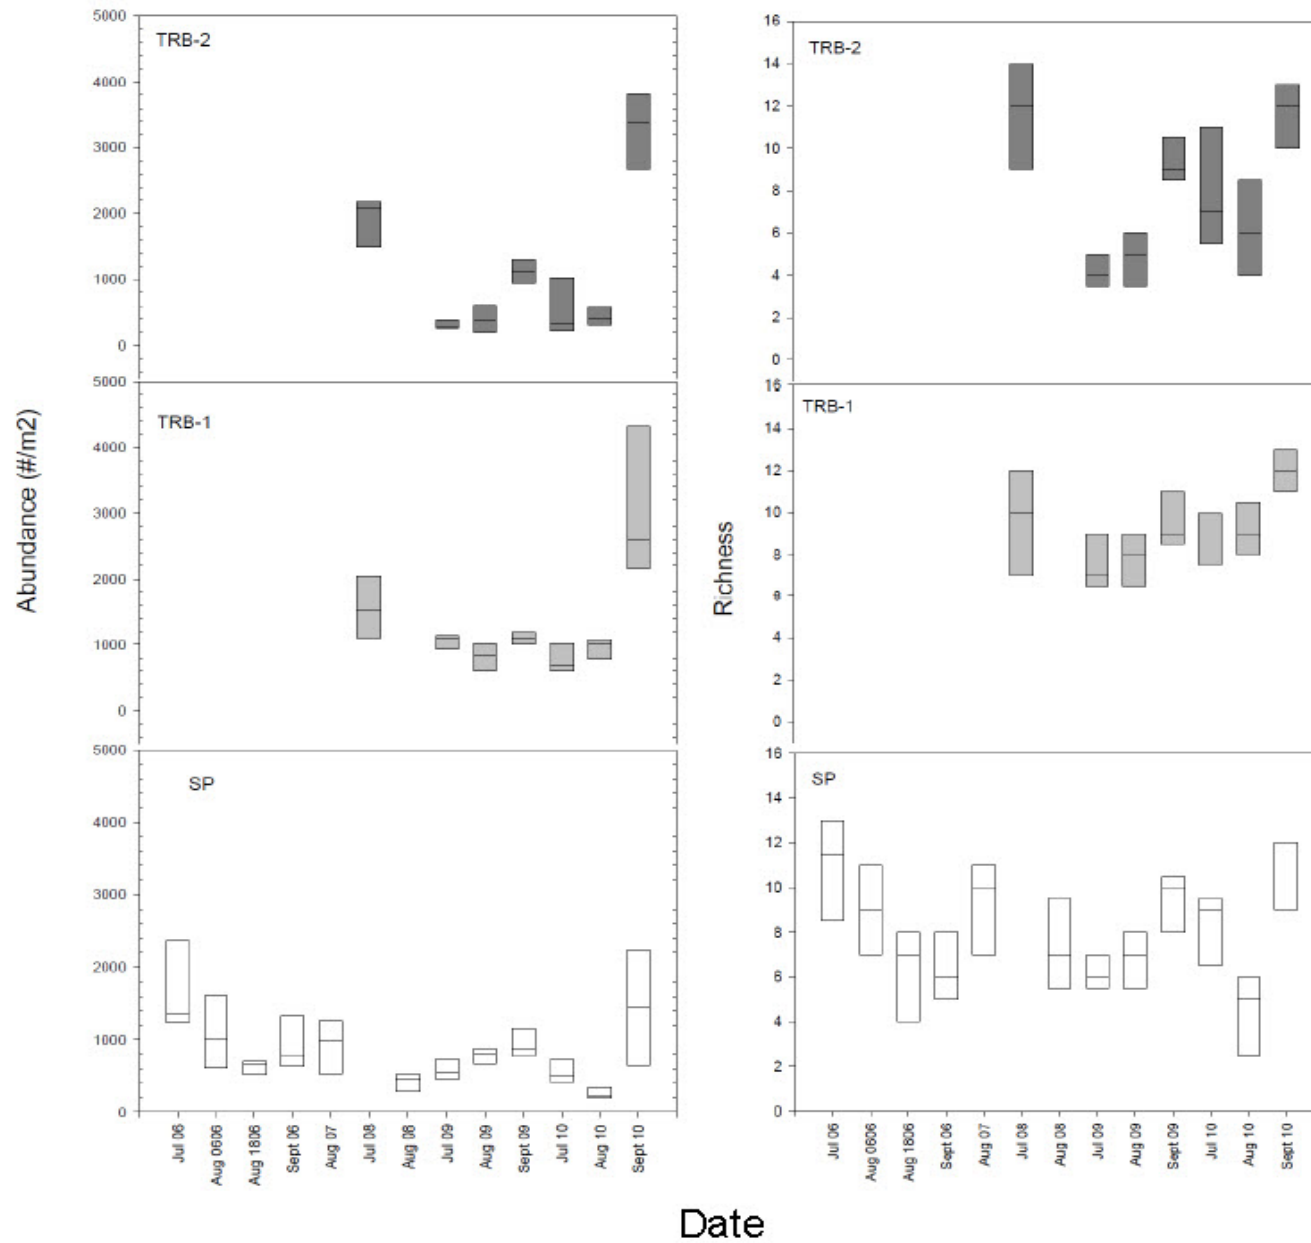 5000
TRB-2
4000
3000
2000
1000
0
5000
TRB-1
4000
3000
2000
1000
0
5000
SP
4000
3000
2000
1000
0
Abundance (#/m2)
Jul 06
Aug 0606
Aug 1806
Sept 06
Aug 07
Jul 08
Aug 08
Jul 09
Aug 09
Sept 09
Jul 10
Aug 10
Sept 10
16
TRB-2
14
12
10
8
6
4
2
0
16
TRB-1
14
12
10
8
6
4
2
0
16
SP
14
12
10
8
6
4
2
0
Richness
Jul 06
Aug 0606
Aug 1806
Sept 06
Aug 07
Jul 08
Aug 08
Jul 09
Aug 09
Sept 09
Jul 10
Aug 10
Sept 10
Date